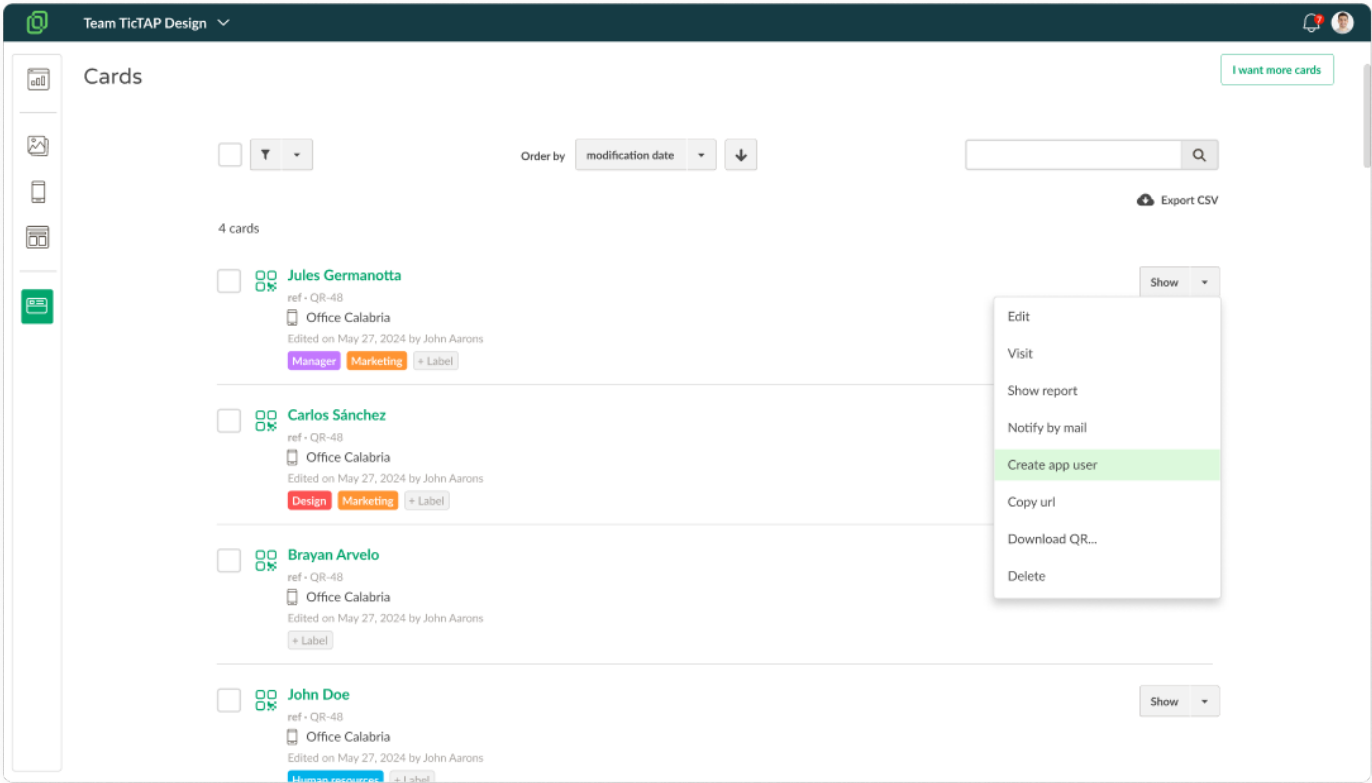 Team TicTAP Design
7
Cards
I want more cards
Order by
modification date
Export CSV
4 cards
Jules Germanotta
Show
ref - QR-48
Office Calabria
Edited on May 27, 2024 by John Aarons
Manager Marketing + Label
Edit
Visit
Show report
Notify by mail
Create app user
Copy url
Download QR...
Delete
Carlos Sánchez
ref - QR-48
Office Calabria
Edited on May 27, 2024 by John Aarons
Design Marketing + Label
Brayan Arvelo
ref - QR-48
Office Calabria
Edited on May 27, 2024 by John Aarons
+ Label
John Doe
Show
ref - QR-48
Office Calabria
Edited on May 27, 2024 by John Aarons
Human resources + Label